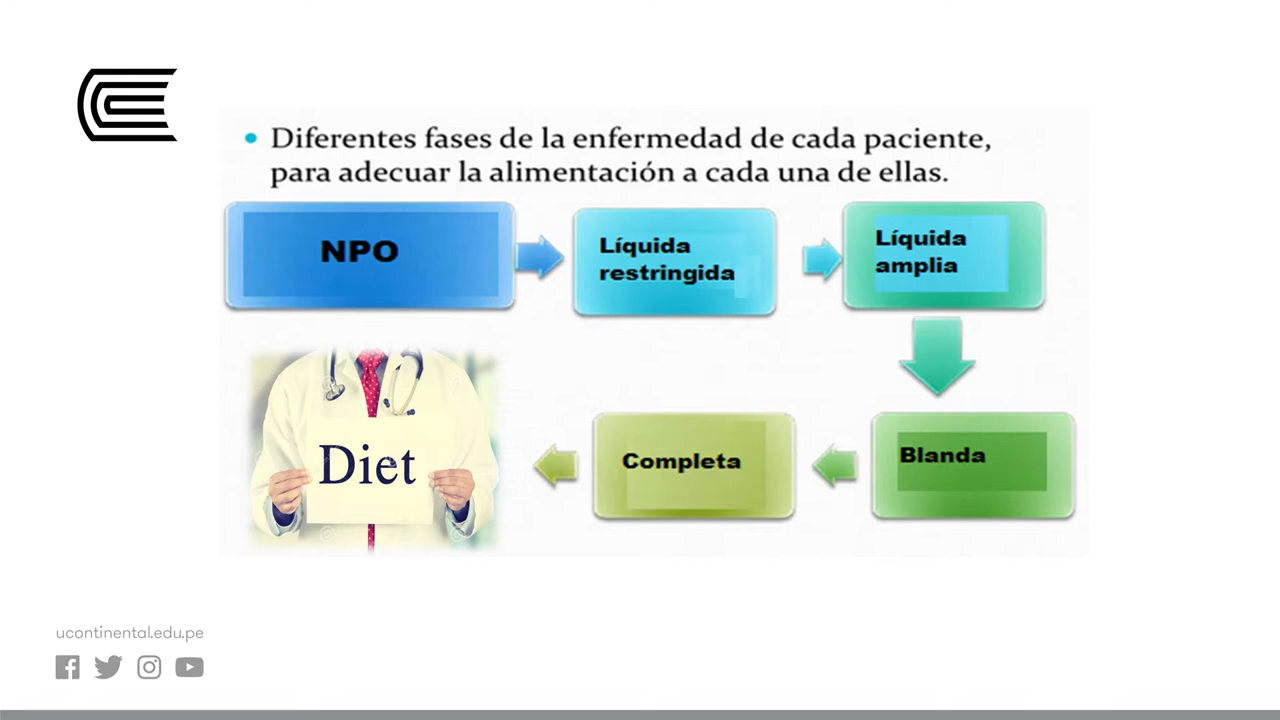 • Diferentes fases de la enfermedad de cada paciente,
para adecuar la alimentación a cada una de ellas.
NPO
Líquida
restringida
Líquida
amplia
Blanda
Completa
Diet
ucontinental.edu.pe